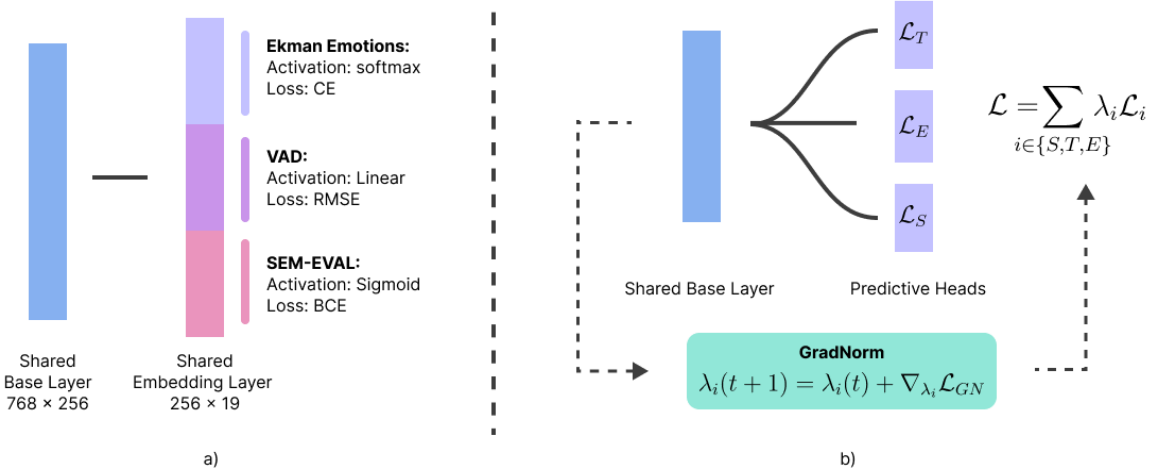 Ekman Emotions:
Activation: softmax
Loss: CE
VAD:
Activation: Linear
Loss: RMSE
SEM-EVAL:
Activation: Sigmoid
Loss: BCE
Shared
Base Layer
768 × 256
Shared
Embedding Layer
256 × 19
a)
ℒ_T
ℒ_E
ℒ_S
ℒ = ∑ λ_i ℒ_i
i∈{S,T,E}
Shared Base Layer
Predictive Heads
GradNorm
λ_i(t + 1) = λ_i(t) + ∇_{λ_i} ℒ_{GN}
b)